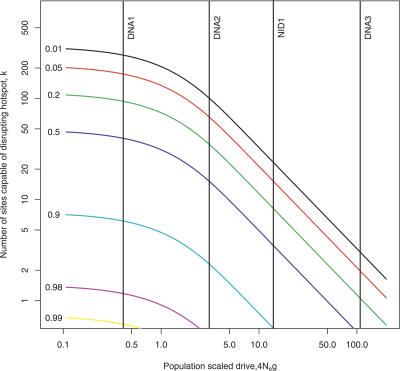 DNA1
DNA2
NID1
DNA3
Number of sites capable of disrupting hotspot, k
500
200
100
50
20
10
5
2
1
0.01
0.05
0.2
0.5
0.9
0.98
0.99
0.1 0.5 1.0 5.0 10.0 50.0 100.0
Population scaled drive,4Neg